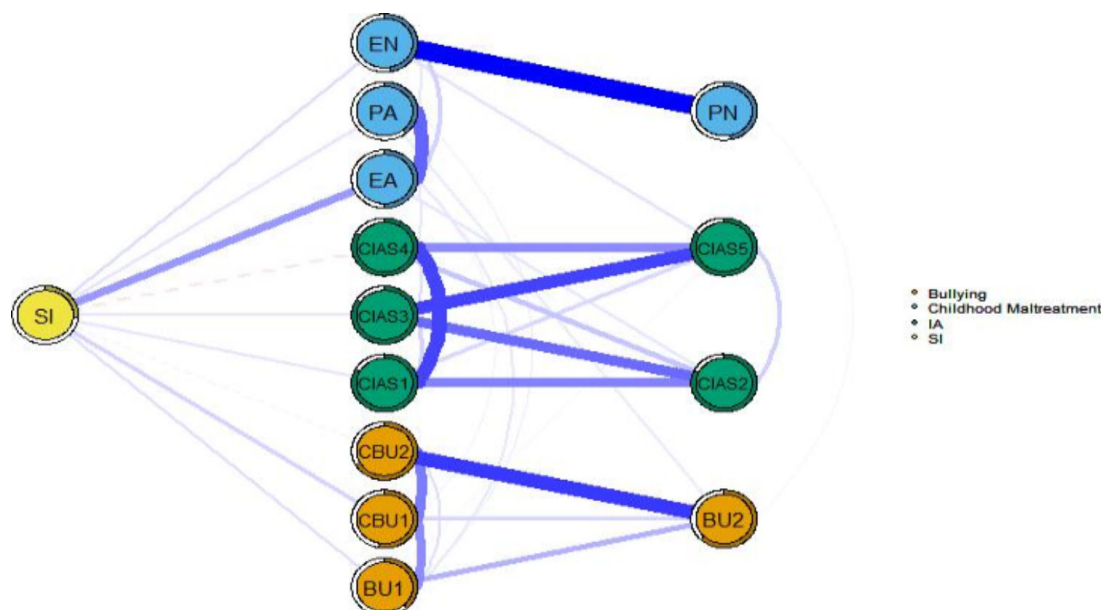 EN
PA
PN
EA
CIAS4
CIAS5
SI
CIAS3
CIAS1
CIAS2
CBU2
CBU1
BU2
BU1
Bullying
Childhood Maltreatment
IA
SI